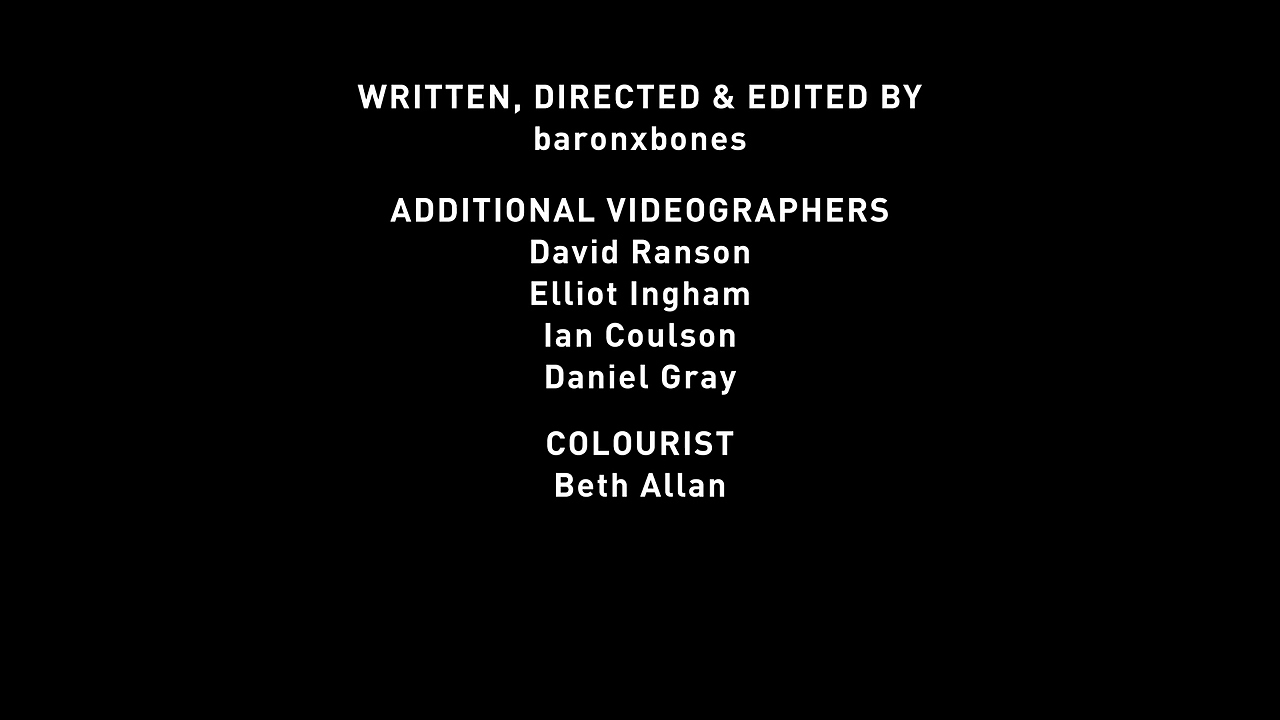 WRITTEN, DIRECTED & EDITED BY
baronxbones
ADDITIONAL VIDEOGRAPHERS
David Ranson
Elliot Ingham
Ian Coulson
Daniel Gray
COLOURIST
Beth Allan